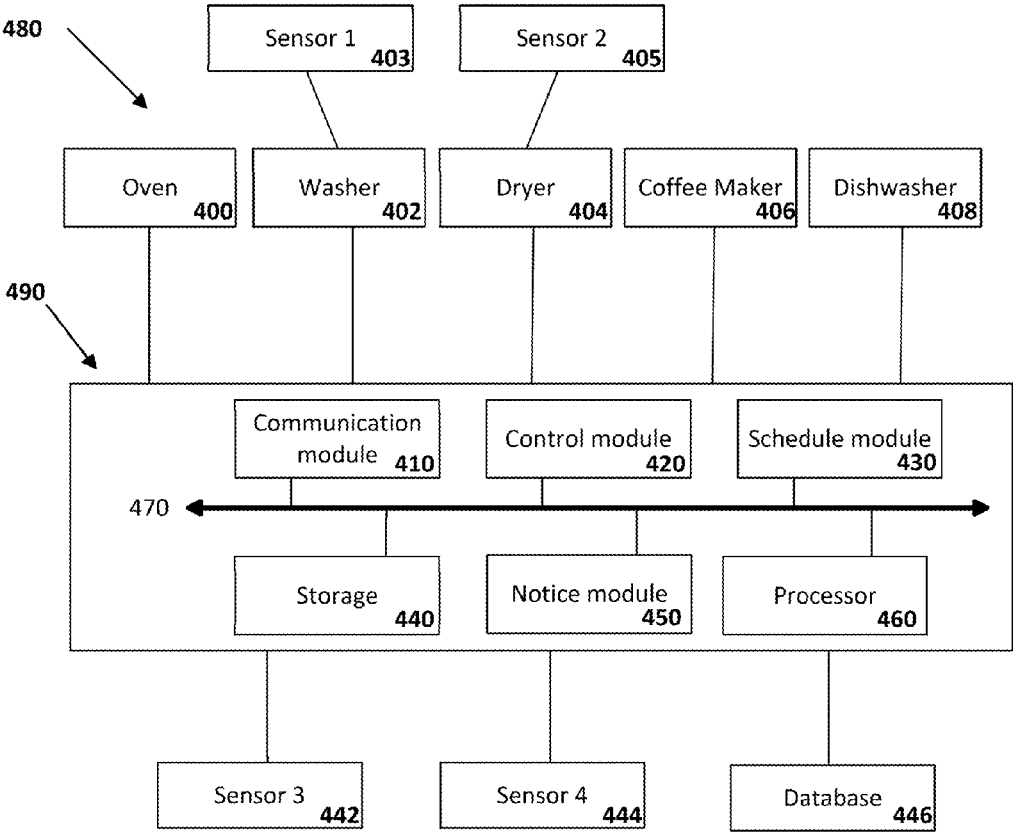 480
Sensor 1
403
Sensor 2
405
Oven
400
Washer
402
Dryer
404
Coffee Maker
406
Dishwasher
408
490
Communication
module
410
Control module
420
Schedule module
430
470
Storage
440
Notice module
450
Processor
460
Sensor 3
442
Sensor 4
444
Database
446